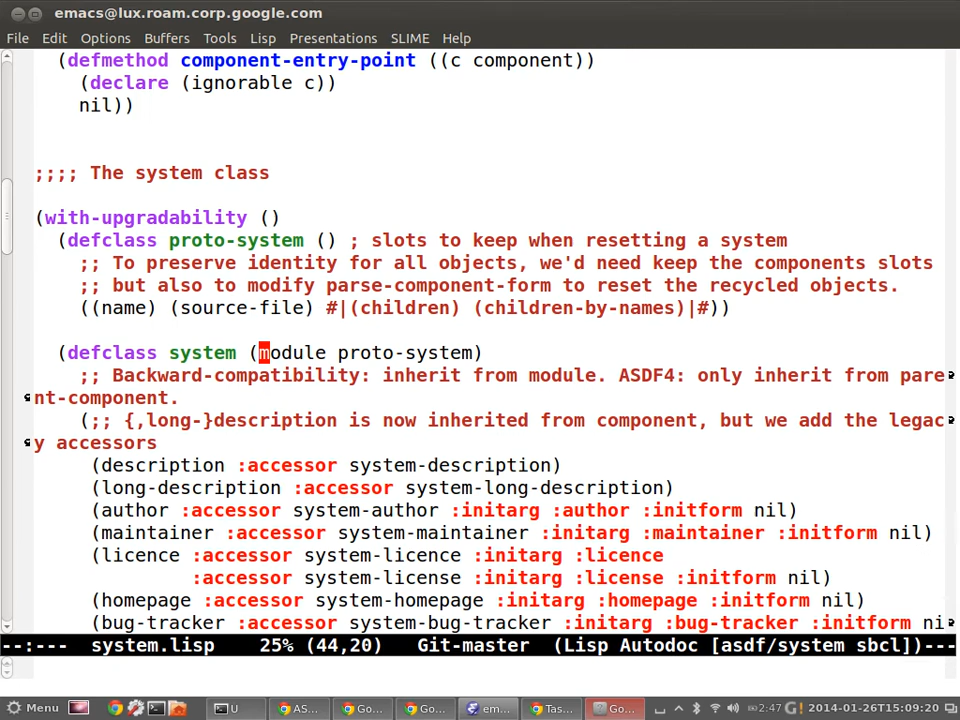 emacs@lux.roam.corp.google.com
File Edit Options Buffers Tools Lisp Presentations SLIME Help
(defmethod component-entry-point ((c component))
(declare (ignorable c))
nil))
;;;; The system class
(with-upgradability ()
(defclass proto-system () ; slots to keep when resetting a system
;; To preserve identity for all objects, we'd need keep the components slots
;; but also to modify parse-component-form to reset the recycled objects.
((name) (source-file) #|(children) (children-by-names)|#))
(defclass system (module proto-system)
;; Backward-compatibility: inherit from module. ASDF4: only inherit from pare
nt-component.
(;; {,long-}description is now inherited from component, but we add the legac
y accessors
(description :accessor system-description)
(long-description :accessor system-long-description)
(author :accessor system-author :initarg :author :initform nil)
(maintainer :accessor system-maintainer :initarg :maintainer :initform nil)
(licence :accessor system-licence :initarg :licence
:accessor system-license :initarg :license :initform nil)
(homepage :accessor system-homepage :initarg :homepage :initform nil)
(bug-tracker :accessor system-bug-tracker :initarg :bug-tracker :initform ni
--:--- system.lisp 25% (44,20) Git-master (Lisp Autodoc [asdf/system sbcl])---
Menu U AS... Go... Go... em... Tas... Go... 2:47 2014-01-26T15:09:20